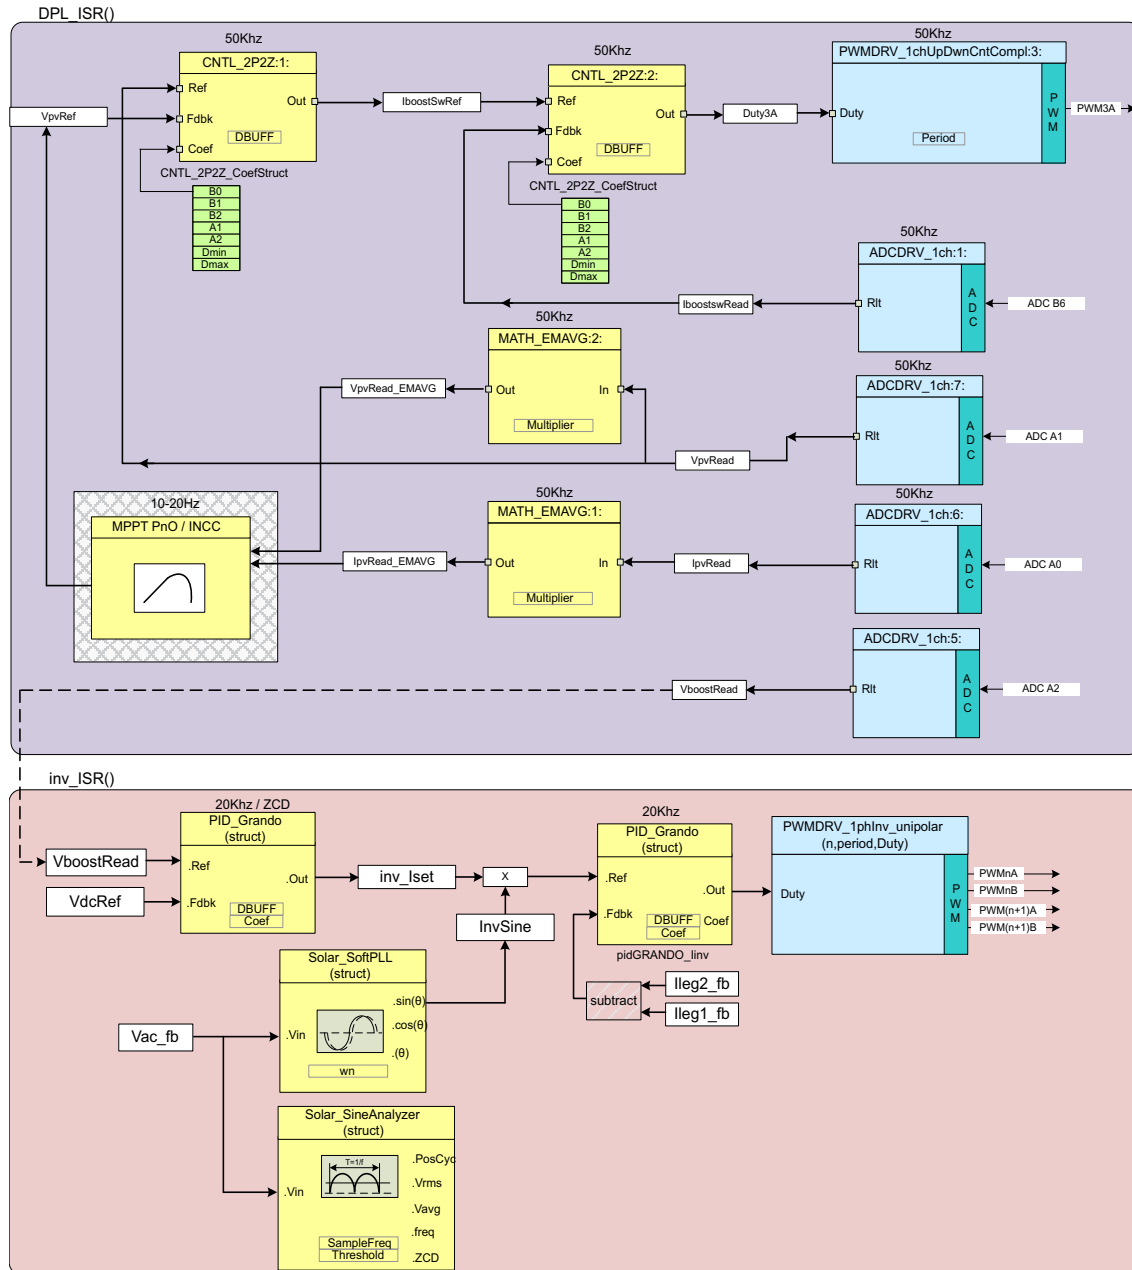 DPL_ISR()
50Khz
CNTL_2P2Z:1:
Ref
Fdbk
Coef
Out
DBUFF
VpvRef
CNTL_2P2Z_CoefStruct
B0
B1
B2
A1
A2
Dmin
Dmax
IboostSwRef
50Khz
CNTL_2P2Z:2:
Ref
Fdbk
Coef
Out
DBUFF
CNTL_2P2Z_CoefStruct
B0
B1
B2
A1
A2
Dmin
Dmax
Duty3A
50Khz
PWMDRV_1chUpDwnCntCompl:3:
Duty
Period
P
W
M
PWM3A
50Khz
ADCDRV_1ch:1:
Rlt
A
D
C
ADC B6
IboostswRead
50Khz
MATH_EMAVG:2:
Out
In
Multiplier
VpvRead_EMAVG
50Khz
ADCDRV_1ch:7:
Rlt
A
D
C
ADC A1
VpvRead
10-20Hz
MPPT PnO / INCC
50Khz
MATH_EMAVG:1:
Out
In
Multiplier
IpvRead_EMAVG
IpvRead
50Khz
ADCDRV_1ch:6:
Rlt
A
D
C
ADC A0
ADCDRV_1ch:5:
Rlt
A
D
C
ADC A2
VboostRead
inv_ISR()
20Khz / ZCD
PID_Grando
(struct)
.Ref
.Out
.Fdbk
DBUFF
Coef
VboostRead
VdcRef
inv_Iset
X
InvSine
20Khz
PID_Grando
(struct)
.Ref
.Out
.Fdbk
DBUFF
Coef
Coef
pidGRANDO_Iinv
PWMDRV_1phInv_unipolar
(n,period,Duty)
Duty
P
W
M
PWMnA
PWMnB
PWM(n+1)A
PWM(n+1)B
subtract
Ileg2_fb
Ileg1_fb
Solar_SoftPLL
(struct)
.sin(θ)
.cos(θ)
.Vin
.(θ)
wn
Vac_fb
Solar_SineAnalyzer
(struct)
T=1/f
.PosCyc
.Vrms
.Vin
.Vavg
.freq
SampleFreq
Threshold
.ZCD